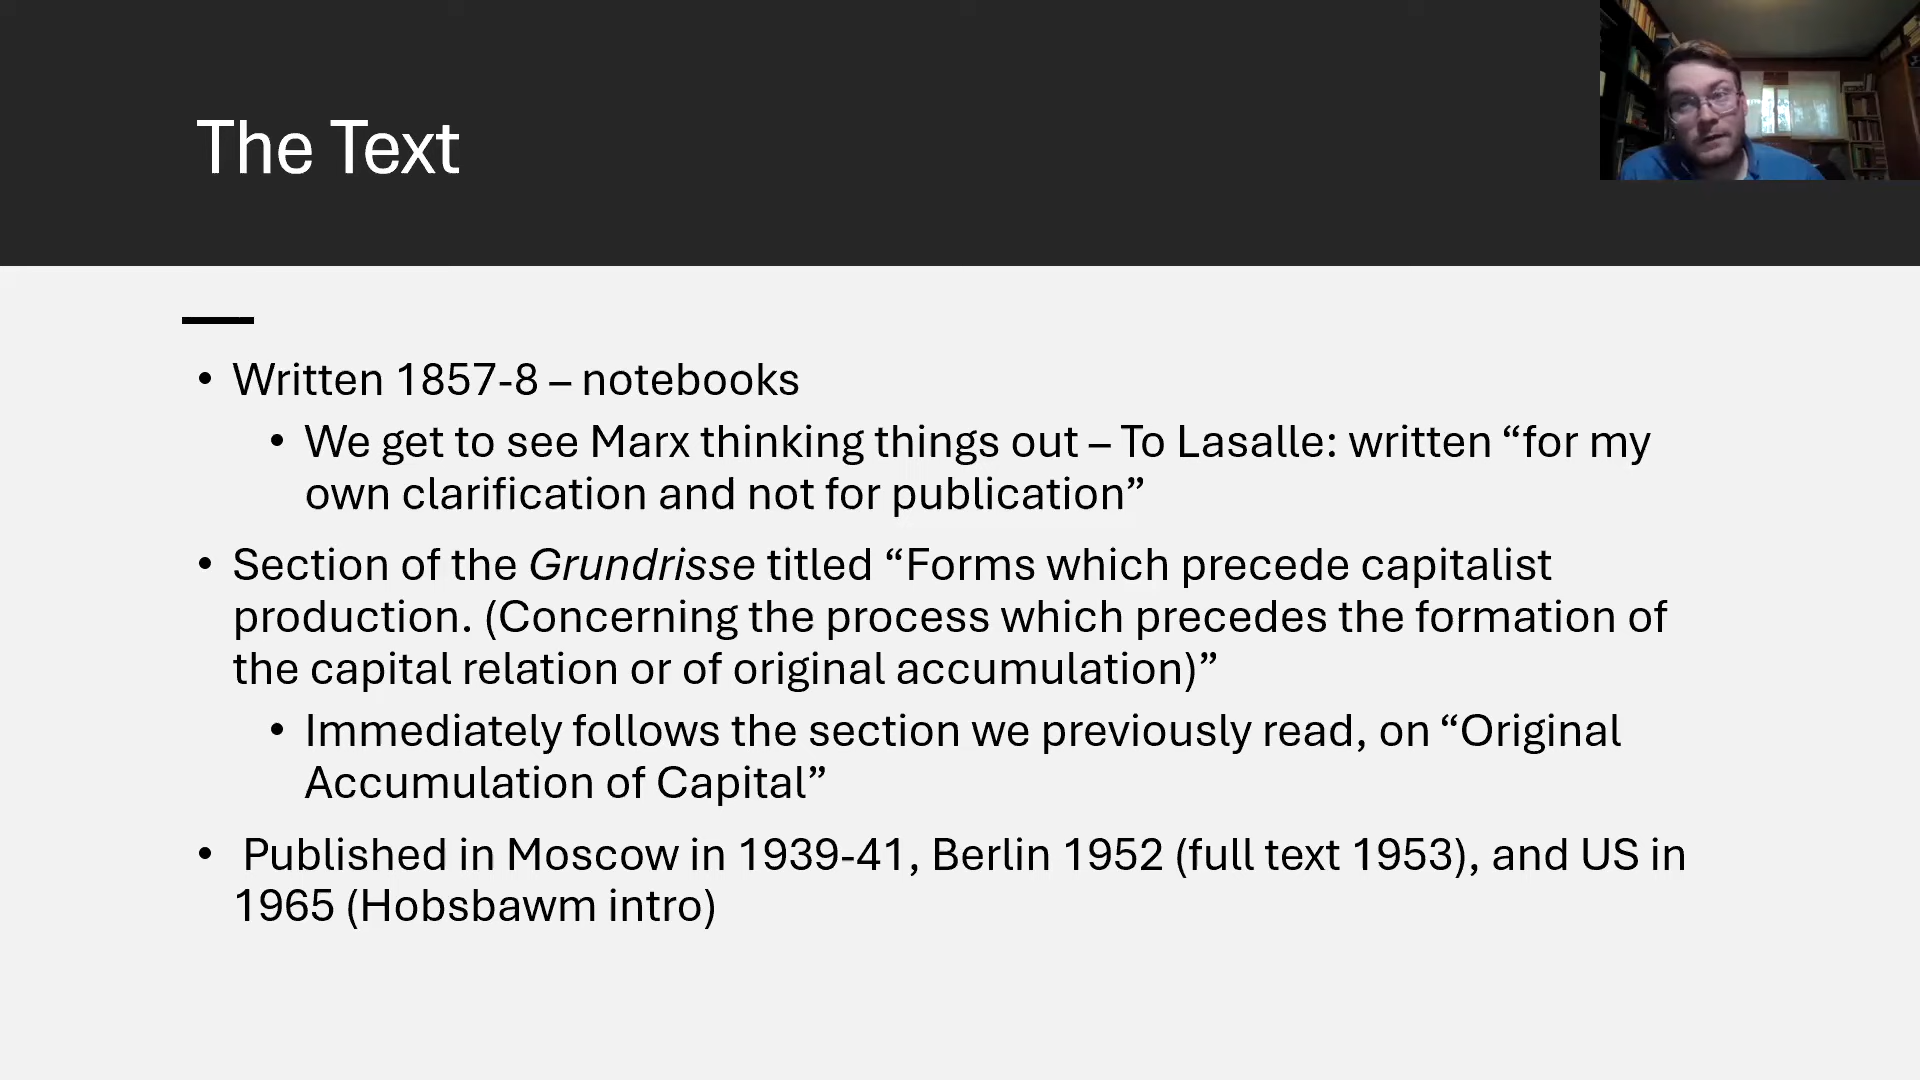 The Text
• Written 1857-8 – notebooks
• We get to see Marx thinking things out – To Lasalle: written “for my
own clarification and not for publication”
• Section of the Grundrisse titled “Forms which precede capitalist
production. (Concerning the process which precedes the formation of
the capital relation or of original accumulation)”
• Immediately follows the section we previously read, on “Original
Accumulation of Capital”
• Published in Moscow in 1939-41, Berlin 1952 (full text 1953), and US in
1965 (Hobsbawm intro)